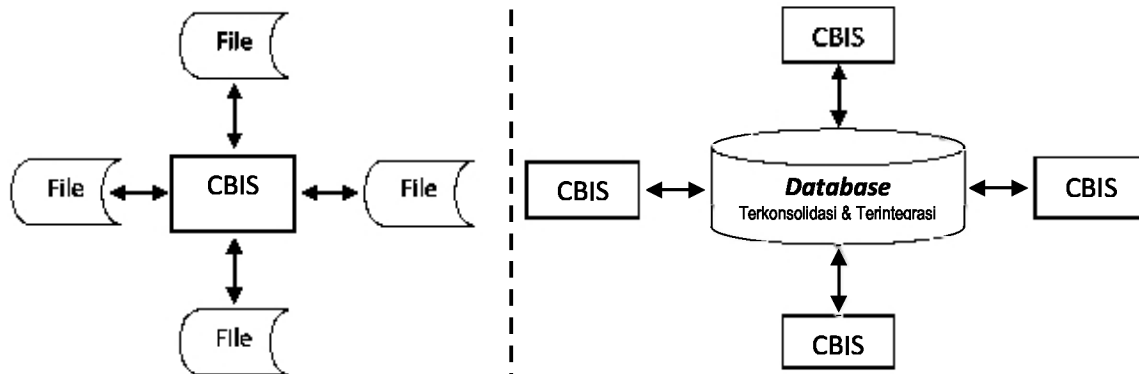 File
CBIS
File
CBIS
File
CBIS
Database
Terkonsolidasi & Terintegrasi
CBIS
File
CBIS